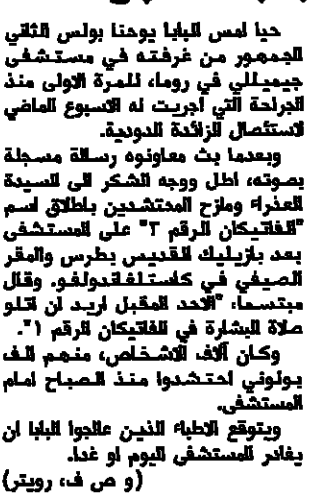 حيا امس البابا يوحنا بولس الثاني
الجمهور من غرفته في مستشفى
جيميللي في روما، للمرة الاولى منذ
الجراحة التي اجريت له الاسبوع الماضي
لاستئصال الزائدة الدودية.
وبعدما بث معاونوه رسالة مسجلة
بصوته، اطل ووجه الشكر الى السيدة
العذراء ومازح المحتشدين باطلاق اسم
"الفاتيكان الرقم ٣" على المستشفى
بعد بازيليك القديس بطرس والمقر
الصيفي في كاستلغاندولفو. وقال
مبتسما: "الاحد المقبل اريد ان اتلو
صلاة البشارة في الفاتيكان الرقم ١".
وكان آلاف الاشخاص، منهم الف
بولوني احتشدوا منذ الصباح امام
المستشفى.
ويتوقع الاطباء الذين عالجوا البابا ان
يغادر المستشفى اليوم او غدا.
(و ص ف، رويتر)